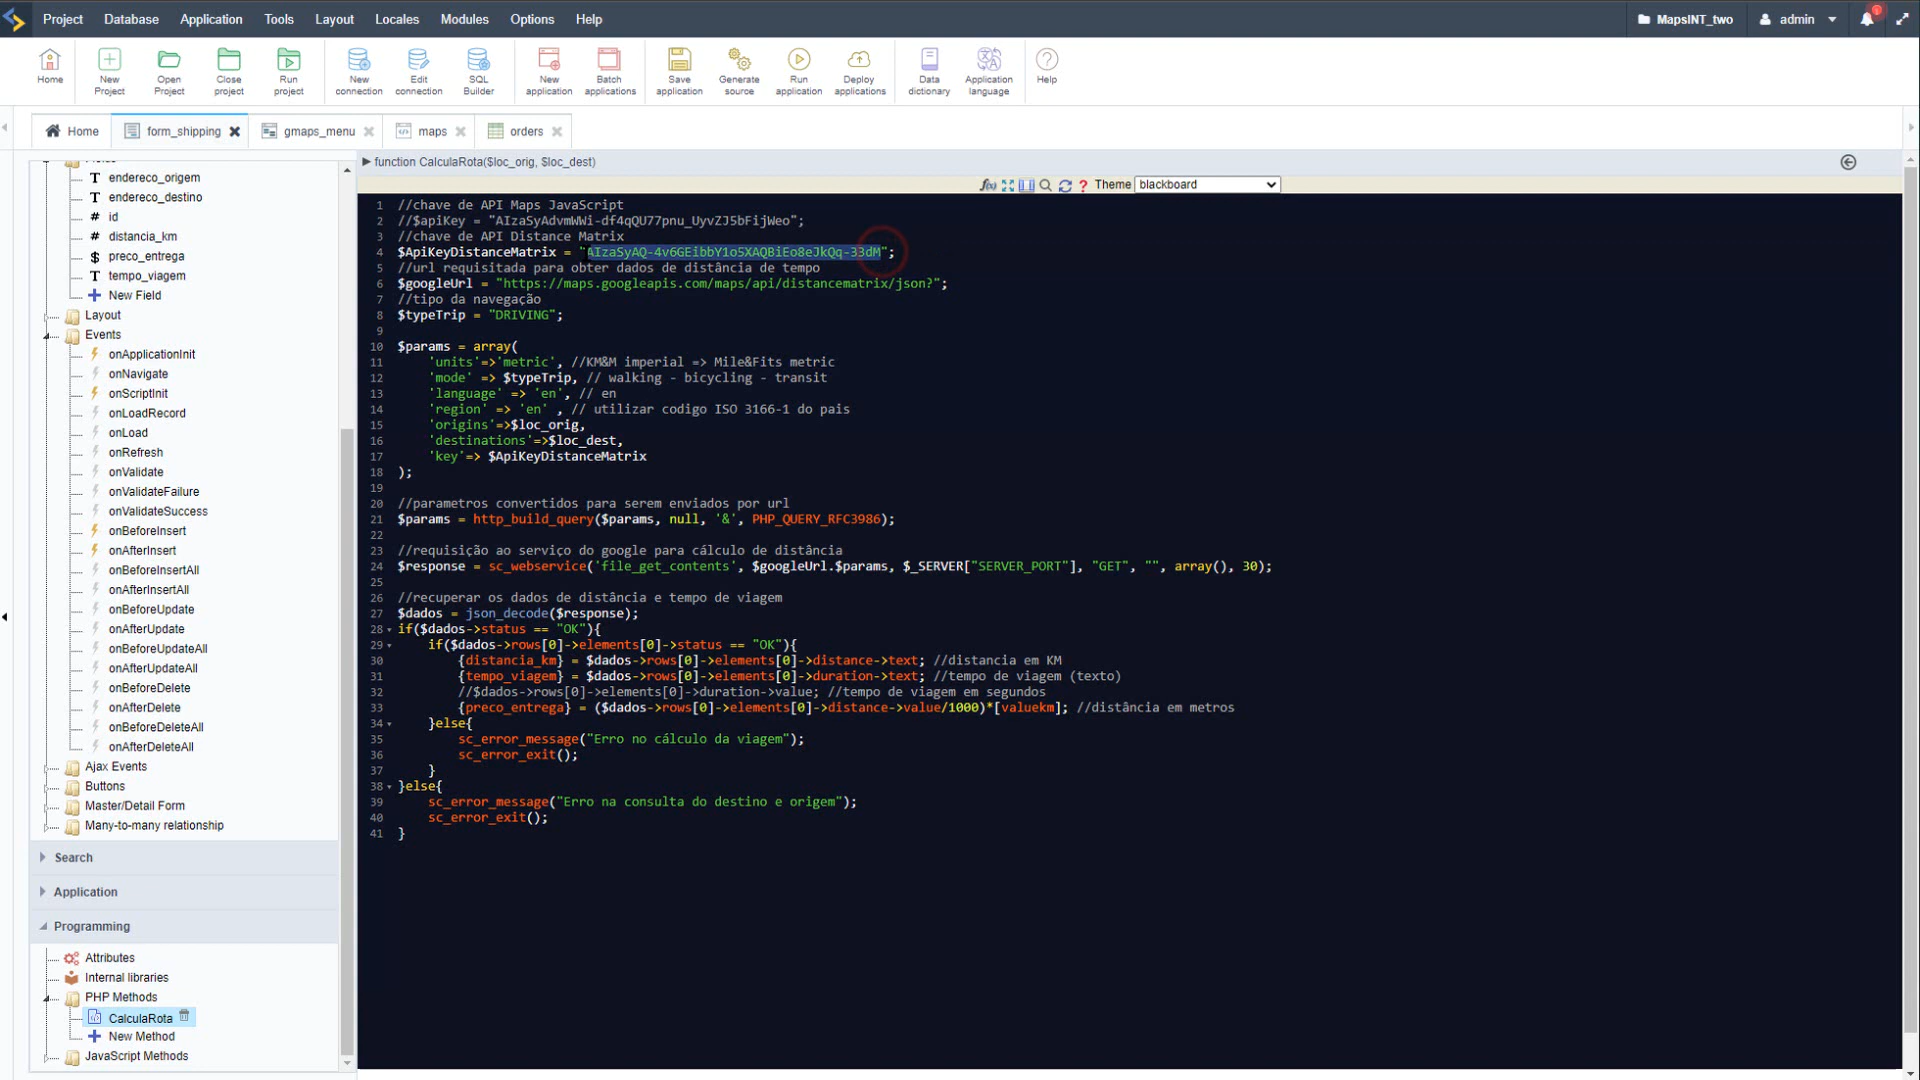 Project Database Application Tools Layout Locales Modules Options Help MapsINT_two admin
Home
New Project
Open Project
Close project
Run project
New connection
Edit connection
SQL Builder
New application
Batch applications
Save application
Generate source
Run application
Deploy applications
Data dictionary
Application language
Help
Home form_shipping gmaps_menu maps orders
endereco_origem
endereco_destino
id
distancia_km
preco_entrega
tempo_viagem
New Field
Layout
Events
onApplicationInit
onNavigate
onScriptInit
onLoadRecord
onLoad
onRefresh
onValidate
onValidateFailure
onValidateSuccess
onBeforeInsert
onAfterInsert
onBeforeInsertAll
onAfterInsertAll
onBeforeUpdate
onAfterUpdate
onBeforeUpdateAll
onAfterUpdateAll
onBeforeDelete
onAfterDelete
onBeforeDeleteAll
onAfterDeleteAll
Ajax Events
Buttons
Master/Detail Form
Many-to-many relationship
Search
Application
Programming
Attributes
Internal libraries
PHP Methods
CalculaRota
New Method
JavaScript Methods
function CalculaRota($loc_orig, $loc_dest)
Theme blackboard
1 //chave de API Maps JavaScript
2 //$apiKey = "AIzaSyAdvmWWi-df4qQU77pnu_UyvZJ5bFijWeo";
3 //chave de API Distance Matrix
4 $ApiKeyDistanceMatrix = "AIzaSyAQ-4v6GEibbY1o5XAQBiEo8eJkQq-33dM";
5 //url requisitada para obter dados de distância de tempo
6 $googleUrl = "https://maps.googleapis.com/maps/api/distancematrix/json?";
7 //tipo da navegação
8 $typeTrip = "DRIVING";
9
10 $params = array(
11 'units'=>'metric', //KM&M imperial => Mile&Fits metric
12 'mode' => $typeTrip, // walking - bicycling - transit
13 'language' => 'en', // en
14 'region' => 'en' , // utilizar codigo ISO 3166-1 do pais
15 'origins'=>$loc_orig,
16 'destinations'=>$loc_dest,
17 'key'=> $ApiKeyDistanceMatrix
18 );
19
20 //parametros convertidos para serem enviados por url
21 $params = http_build_query($params, null, '&', PHP_QUERY_RFC3986);
22
23 //requisição ao serviço do google para cálculo de distância
24 $response = sc_webservice('file_get_contents', $googleUrl.$params, $_SERVER["SERVER_PORT"], "GET", "", array(), 30);
25
26 //recuperar os dados de distância e tempo de viagem
27 $dados = json_decode($response);
28 if($dados->status == "OK"){
29 if($dados->rows[0]->elements[0]->status == "OK"){
30 {distancia_km} = $dados->rows[0]->elements[0]->distance->text; //distancia em KM
31 {tempo_viagem} = $dados->rows[0]->elements[0]->duration->text; //tempo de viagem (texto)
32 //$dados->rows[0]->elements[0]->duration->value; //tempo de viagem em segundos
33 {preco_entrega} = ($dados->rows[0]->elements[0]->distance->value/1000)*[valuekm]; //distância em metros
34 }else{
35 sc_error_message("Erro no cálculo da viagem");
36 sc_error_exit();
37 }
38 }else{
39 sc_error_message("Erro na consulta do destino e origem");
40 sc_error_exit();
41 }